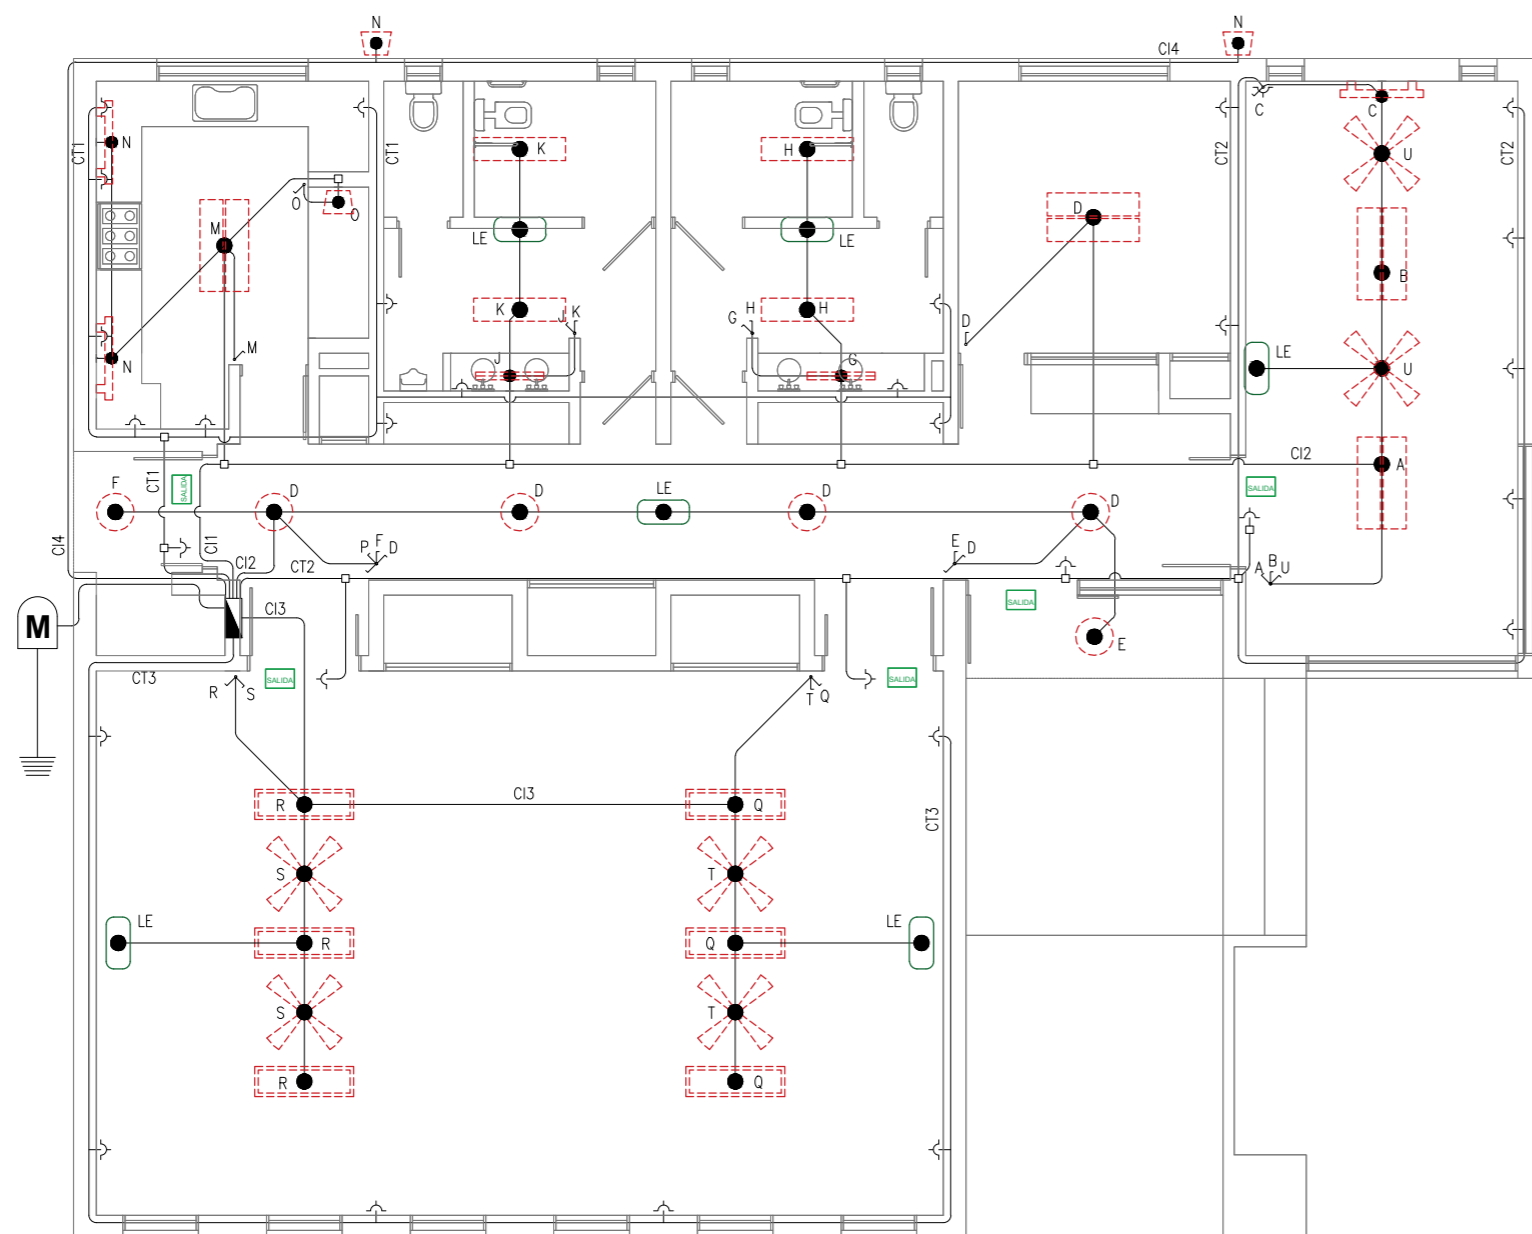 N
N
CI4
CT1
N
CT1
K
H
CT2
C
C
U
CT2
O
O
M
LE
LE
D
B
N
M
K
J K
G H
H
D
J
G
LE
U
CI2
A
CT1
SALIDA
F
D
D
LE
D
D
SALIDA
CI4
CI1
CI2
CT2
P F D
E D
A B U
M
CI3
SALIDA
E
CT3
R S
SALIDA
SALIDA
T Q
R
CI3
Q
CT3
S
T
LE
R
Q
LE
S
T
R
Q